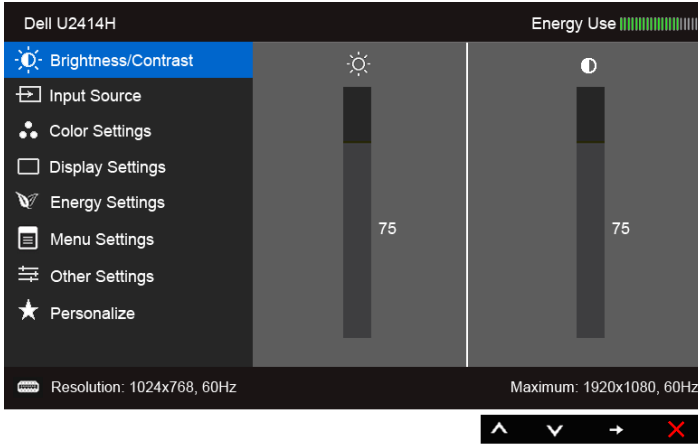 Dell U2414H
Energy Use
Brightness/Contrast
Input Source
Color Settings
Display Settings
Energy Settings
Menu Settings
Other Settings
Personalize
75
75
Resolution: 1024x768, 60Hz
Maximum: 1920x1080, 60Hz